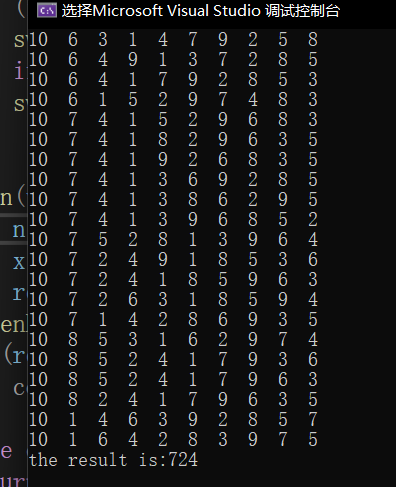 选择Microsoft Visual Studio 调试控制台
10 6 3 1 4 7 9 2 5 8
10 6 4 9 1 3 7 2 8 5
10 6 4 1 7 9 2 8 5 3
10 6 1 5 2 9 7 4 8 3
10 7 4 1 5 2 9 6 8 3
10 7 4 1 8 2 9 6 3 5
10 7 4 1 9 2 6 8 3 5
10 7 4 1 3 6 9 2 8 5
10 7 4 1 3 8 6 2 9 5
10 7 4 1 3 9 6 8 5 2
10 7 5 2 8 1 3 9 6 4
10 7 2 4 9 1 8 5 3 6
10 7 2 4 1 8 5 9 6 3
10 7 2 6 3 1 8 5 9 4
10 7 1 4 2 8 6 9 3 5
10 8 5 3 1 6 2 9 7 4
10 8 5 2 4 1 7 9 3 6
10 8 5 2 4 1 7 9 6 3
10 8 2 4 1 7 9 6 3 5
10 1 4 6 3 9 2 8 5 7
10 1 6 4 2 8 3 9 7 5
the result is:724